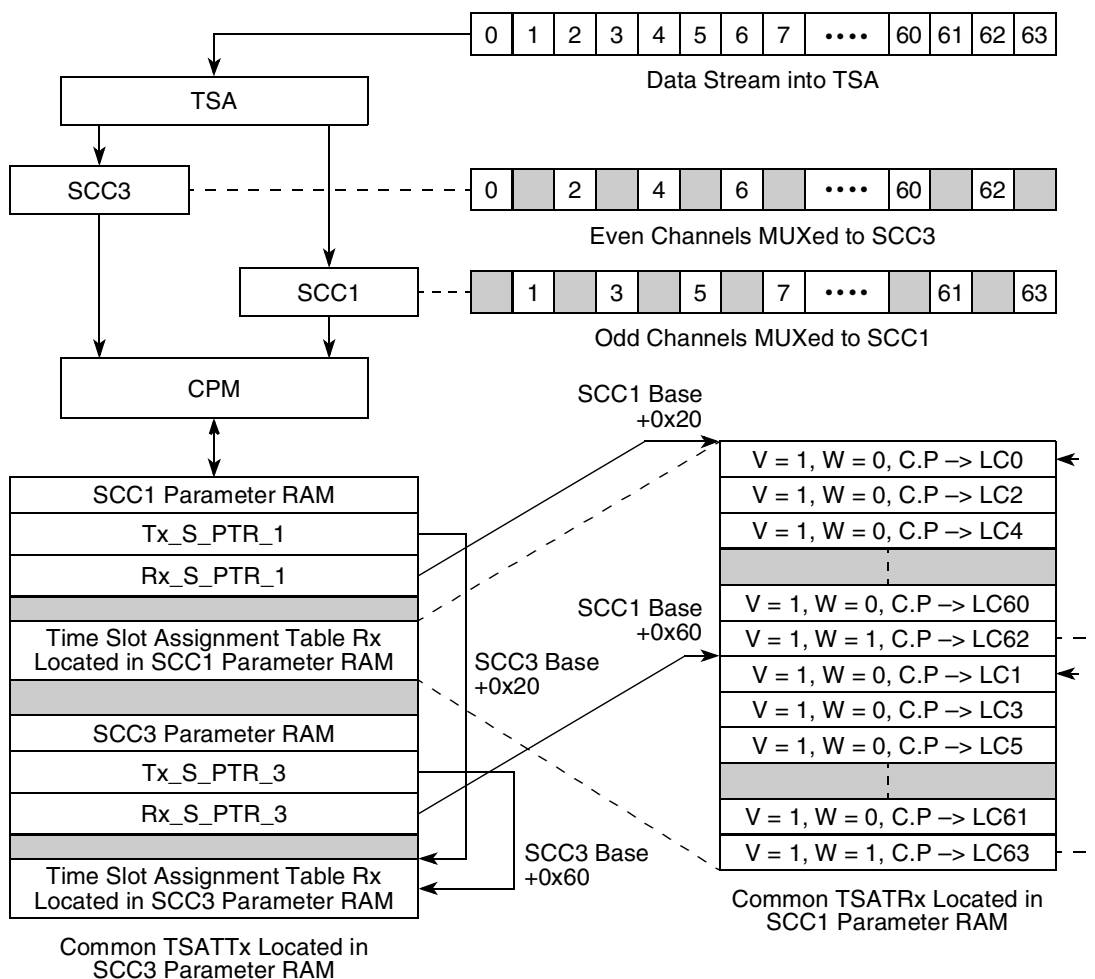 0 1 2 3 4 5 6 7 •••• 60 61 62 63
Data Stream into TSA
TSA
SCC3
0 2 4 6 •••• 60 62
Even Channels MUXed to SCC3
SCC1
1 3 5 7 •••• 61 63
Odd Channels MUXed to SCC1
CPM
SCC1 Parameter RAM
Tx_S_PTR_1
Rx_S_PTR_1
Time Slot Assignment Table Rx
Located in SCC1 Parameter RAM
SCC3 Parameter RAM
Tx_S_PTR_3
Rx_S_PTR_3
Time Slot Assignment Table Rx
Located in SCC3 Parameter RAM
Common TSATTx Located in
SCC3 Parameter RAM
SCC3 Base
+0x20
SCC3 Base
+0x60
SCC1 Base
+0x20
SCC1 Base
+0x60
V = 1, W = 0, C.P –> LC0
V = 1, W = 0, C.P –> LC2
V = 1, W = 0, C.P –> LC4
V = 1, W = 0, C.P –> LC60
V = 1, W = 1, C.P –> LC62
V = 1, W = 0, C.P –> LC1
V = 1, W = 0, C.P –> LC3
V = 1, W = 0, C.P –> LC5
V = 1, W = 0, C.P –> LC61
V = 1, W = 1, C.P –> LC63
Common TSATRx Located in
SCC1 Parameter RAM